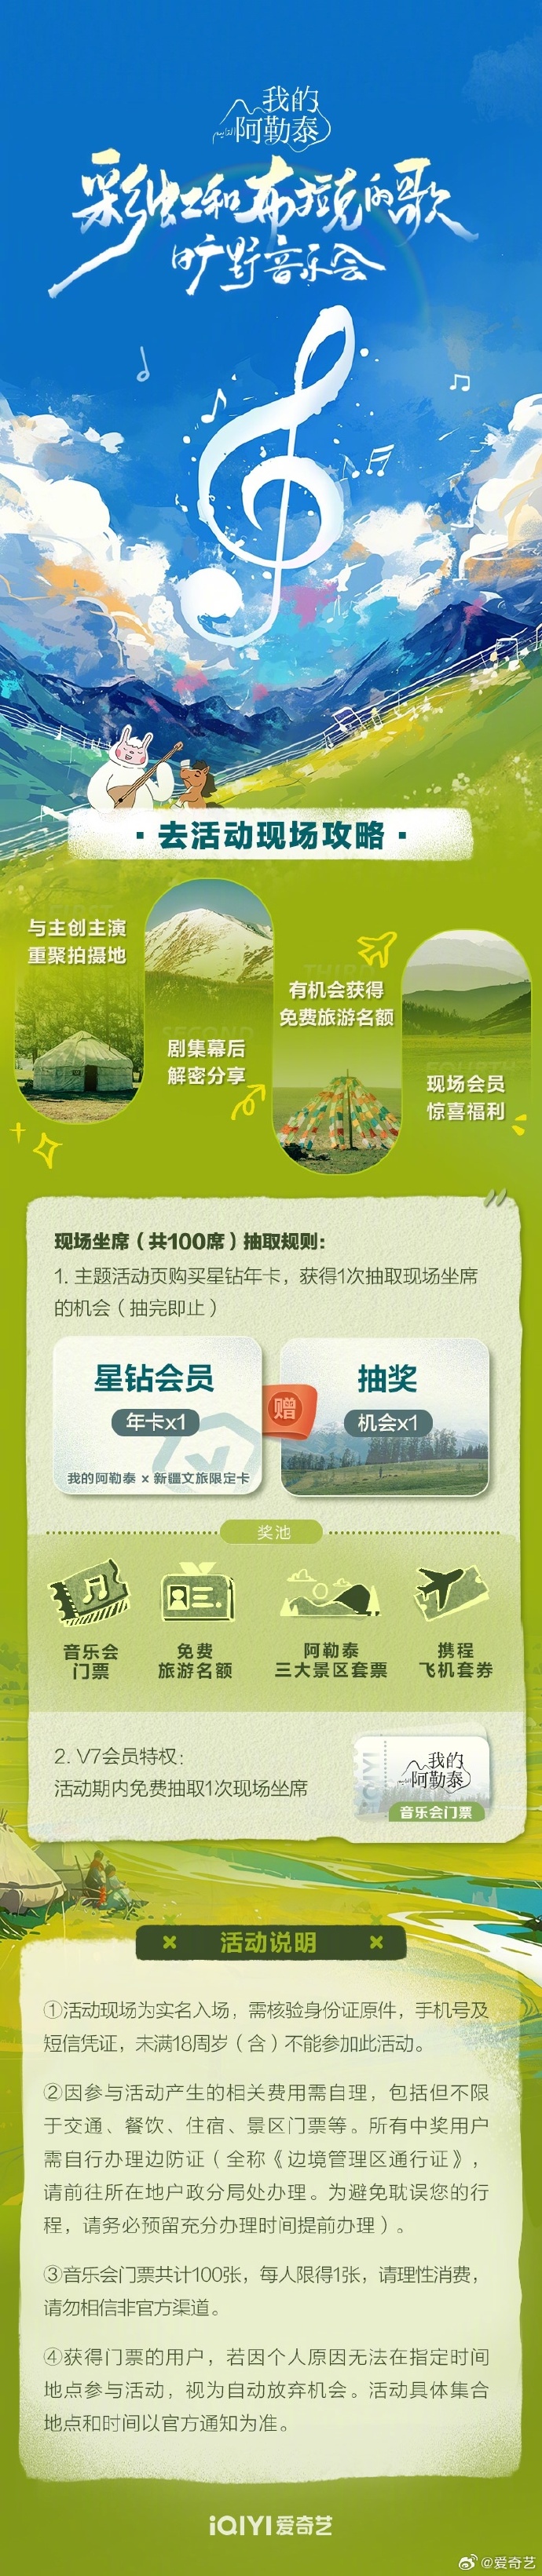 我的
阿勒泰
彩虹和布拉克的歌
旷野音乐会
·去活动现场攻略·
与主创主演
重聚拍摄地
SECOND
剧集幕后
解密分享
THIRD
有机会获得
免费旅游名额
现场会员
惊喜福利
现场坐席（共100席）抽取规则：
1. 主题活动页购买星钻年卡，获得1次抽取现场坐席
的机会（抽完即止）
星钻会员
年卡x1
我的阿勒泰 × 新疆文旅限定卡
赠
抽奖
机会x1
奖池
音乐会
门票
免费
旅游名额
阿勒泰
三大景区套票
携程
飞机套券
2. V7会员特权：
活动期内免费抽取1次现场坐席
iQIYI
我的
阿勒泰
音乐会门票
活动说明
①活动现场为实名入场，需核验身份证原件，手机号及
短信凭证，未满18周岁（含）不能参加此活动。
②因参与活动产生的相关费用需自理，包括但不限
于交通、餐饮、住宿、景区门票等。所有中奖用户
需自行办理边防证（全称《边境管理区通行证》，
请前往所在地户政分局处办理。为避免耽误您的行
程，请务必预留充分办理时间提前办理）。
③音乐会门票共计100张，每人限得1张，请理性消费，
请勿相信非官方渠道。
④获得门票的用户，若因个人原因无法在指定时间
地点参与活动，视为自动放弃机会。活动具体集合
地点和时间以官方通知为准。
iQIYI 爱奇艺
@爱奇艺